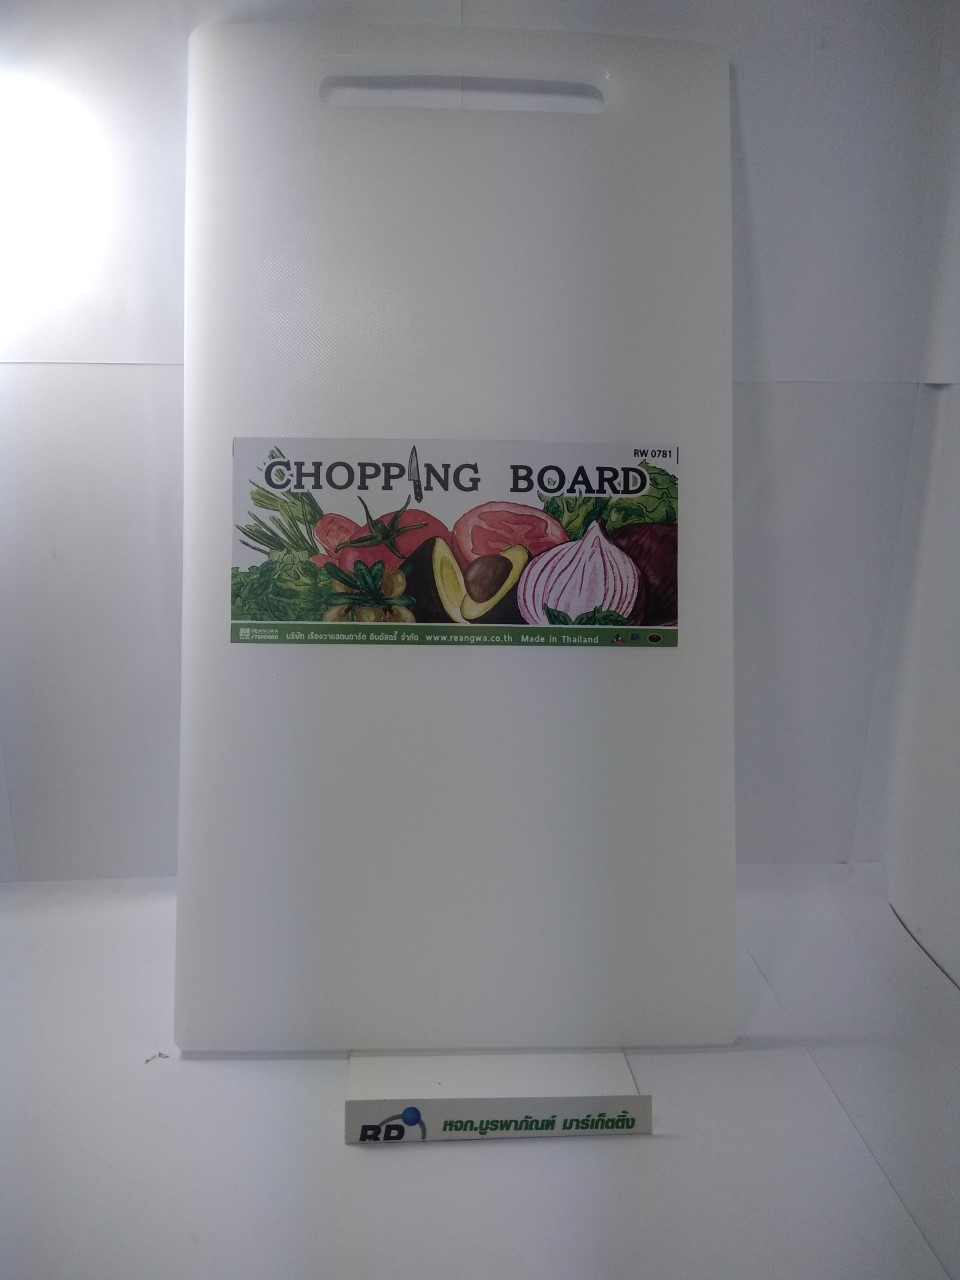 RW 0781
CHOPPING BOARD
REANGWA
STANDARD
บริษัท เรืองวาแสตนดาร์ด อินดัสตรี้ จำกัด www.reangwa.co.th Made in Thailand
หจก.บูรพาภัณฑ์ มาร์เก็ตติ้ง